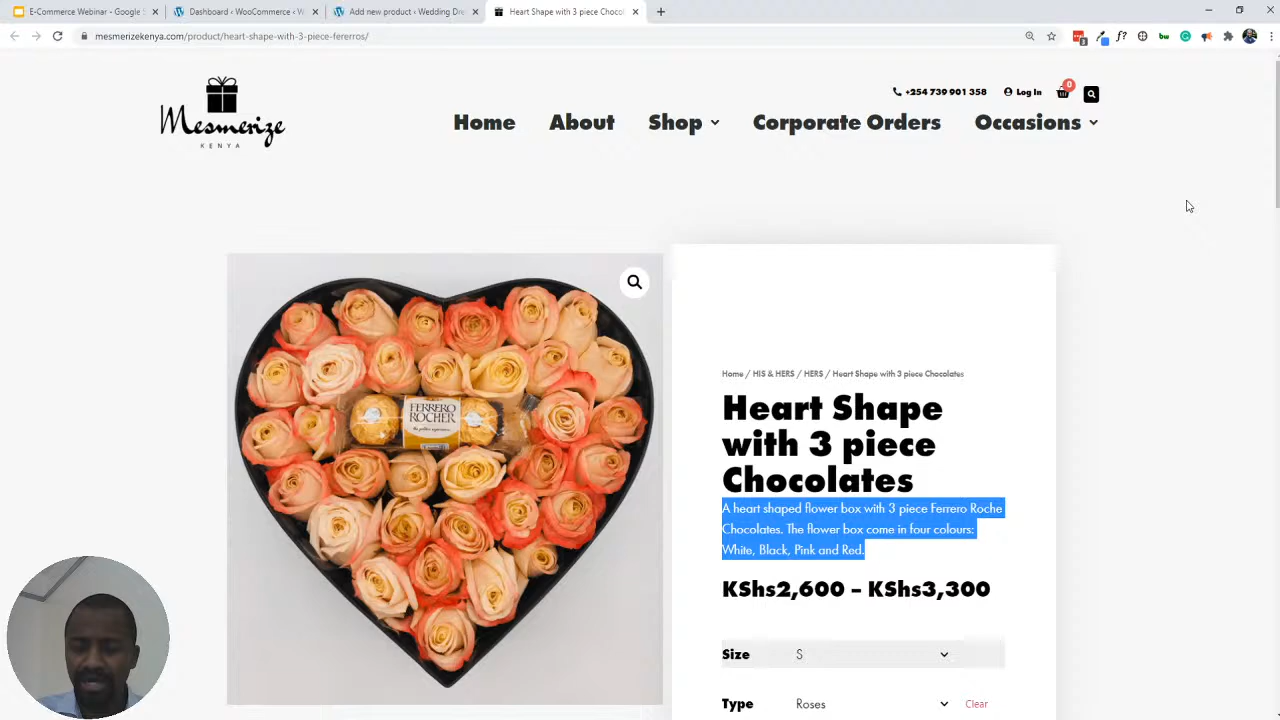 E-Commerce Webinar - Google S
Dashboard ‹ WooCommerce ‹ W
Add new product ‹ Wedding Dre
Heart Shape with 3 piece Chocol
mesmerizekenya.com/product/heart-shape-with-3-piece-fererros/
Mesmerize
KENYA
+254 739 901 358
Log In
0
Home
About
Shop
Corporate Orders
Occasions
FERRERO
ROCHER
Home / HIS & HERS / HERS / Heart Shape with 3 piece Chocolates
Heart Shape
with 3 piece
Chocolates
A heart shaped flower box with 3 piece Ferrero Roche
Chocolates. The flower box come in four colours:
White, Black, Pink and Red.
KShs2,600 – KShs3,300
Size S
Type Roses Clear